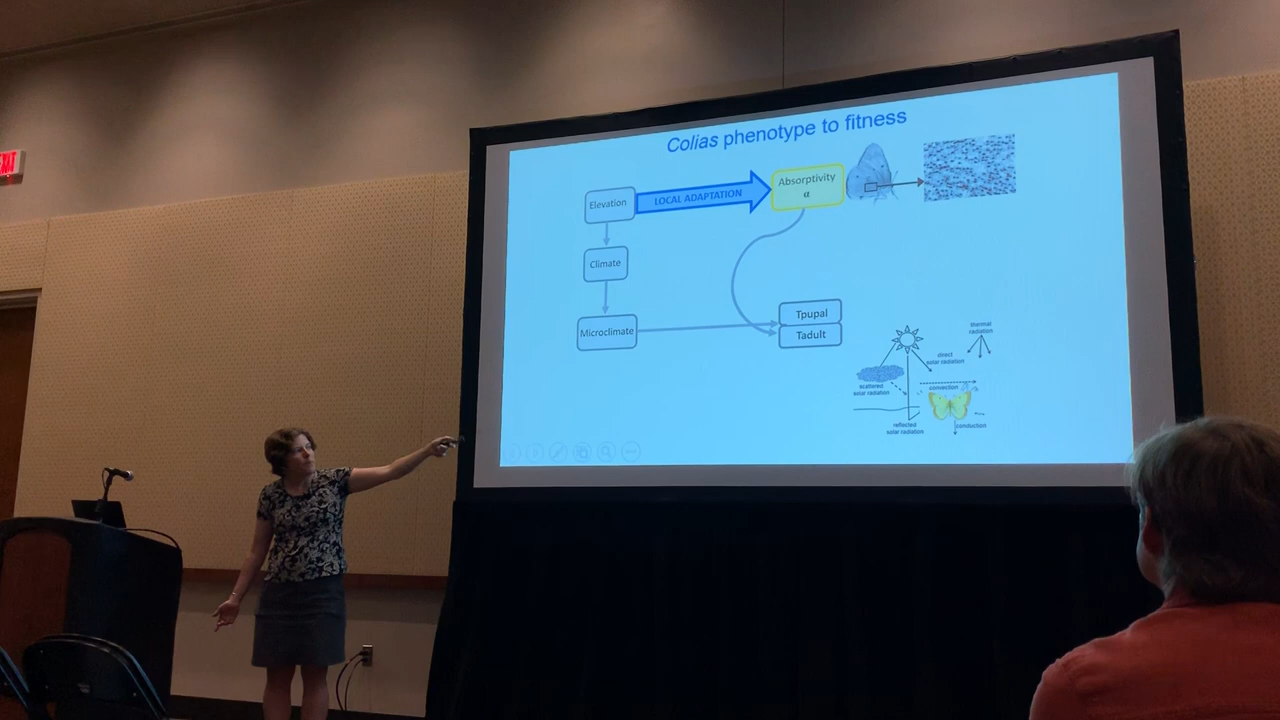 Colias phenotype to fitness
Elevation
LOCAL ADAPTATION
Absorptivity
α
Climate
Microclimate
Tpupal
Tadult
thermal
radiation
direct
solar radiation
scattered
solar radiation
convection
reflected
solar radiation
conduction